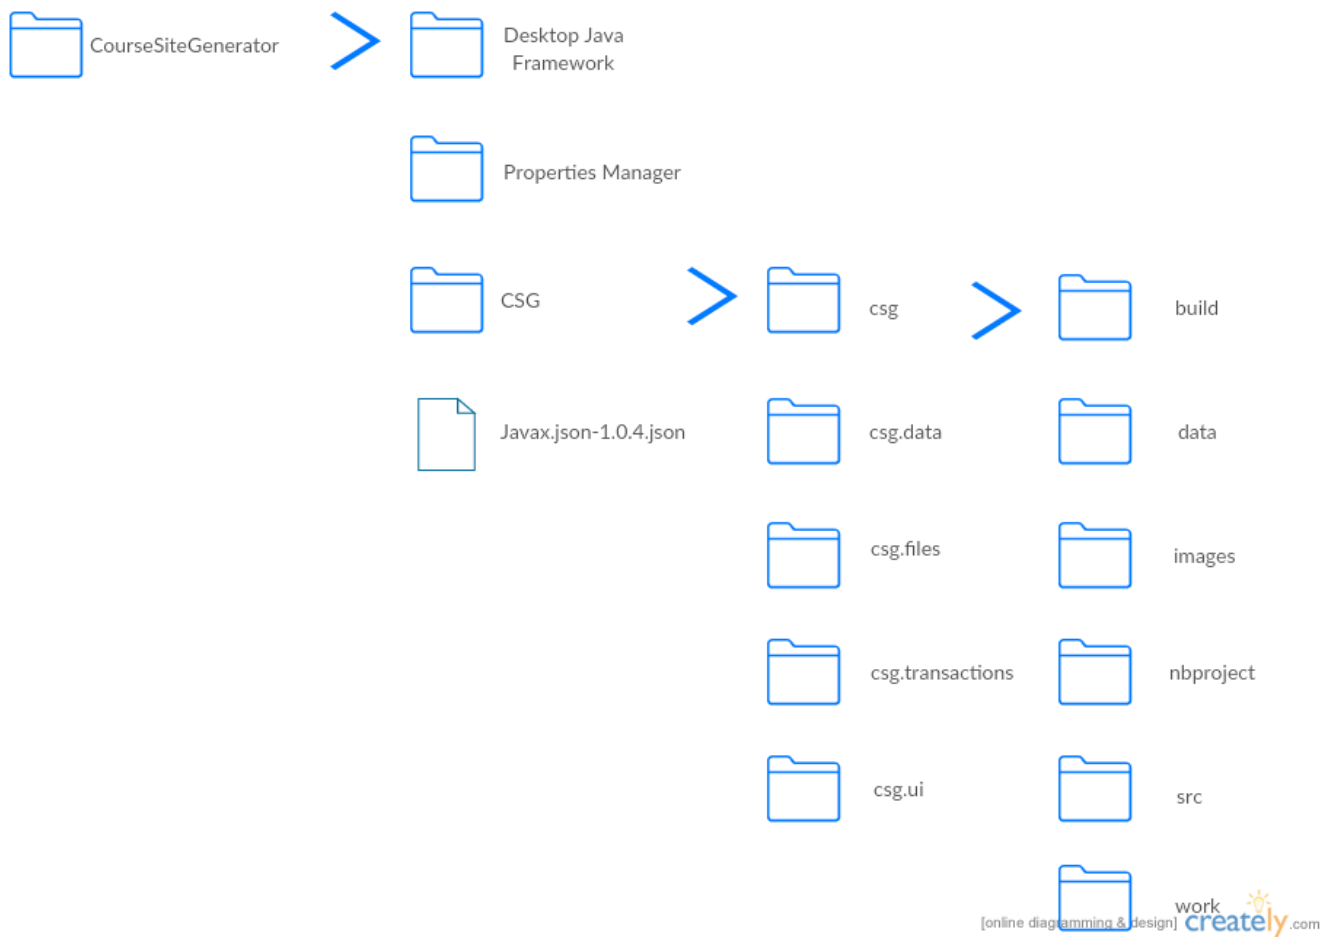 CourseSiteGenerator
Desktop Java
Framework
Properties Manager
CSG
csg
build
Javax.json-1.0.4.json
csg.data
data
csg.files
images
csg.transactions
nbproject
csg.ui
src
work
[online diagramming & design] creately.com